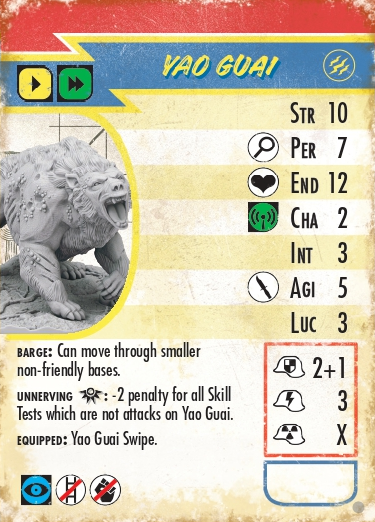 YAO GUAI
STR 10
PER 7
END 12
CHA 2
INT 3
AGI 5
LUC 3
BARGE: Can move through smaller
non-friendly bases.
UNNERVING : -2 penalty for all Skill
Tests which are not attacks on Yao Guai.
EQUIPPED: Yao Guai Swipe.
2+1
3
X